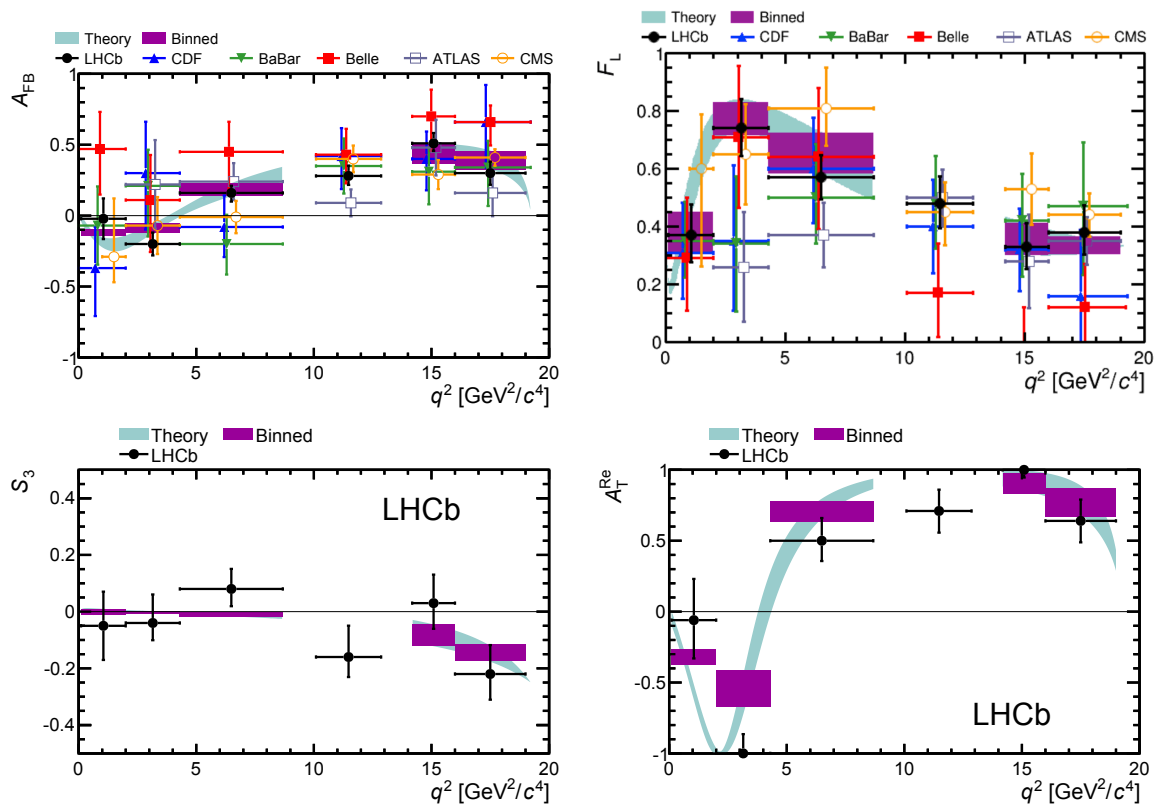 Theory Binned
LHCb CDF BaBar Belle ATLAS CMS
A_FB
1
0.5
0
-0.5
-1
0 5 10 15 20
q² [GeV²/c⁴]
Theory Binned
LHCb CDF BaBar Belle ATLAS CMS
F_L
1
0.8
0.6
0.4
0.2
0
0 5 10 15 20
q² [GeV²/c⁴]
Theory Binned
LHCb
S₃
LHCb
0.4
0.2
0
-0.2
-0.4
0 5 10 15 20
q² [GeV²/c⁴]
Theory Binned
LHCb
A_T^Re
1
0.5
0
-0.5
-1
LHCb
0 5 10 15 20
q² [GeV²/c⁴]